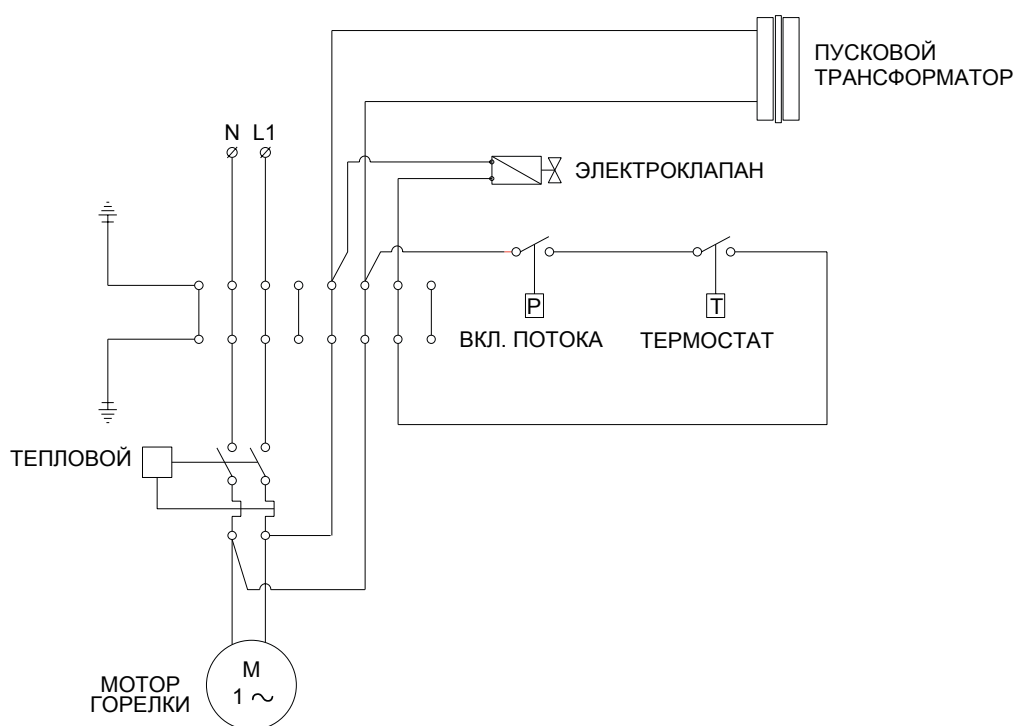 ПУСКОВОЙ
ТРАНСФОРМАТОР
N L1
ЭЛЕКТРОКЛАПАН
P T
ВКЛ. ПОТОКА ТЕРМОСТАТ
ТЕПЛОВОЙ
МОТОР
ГОРЕЛКИ
M
1 ~